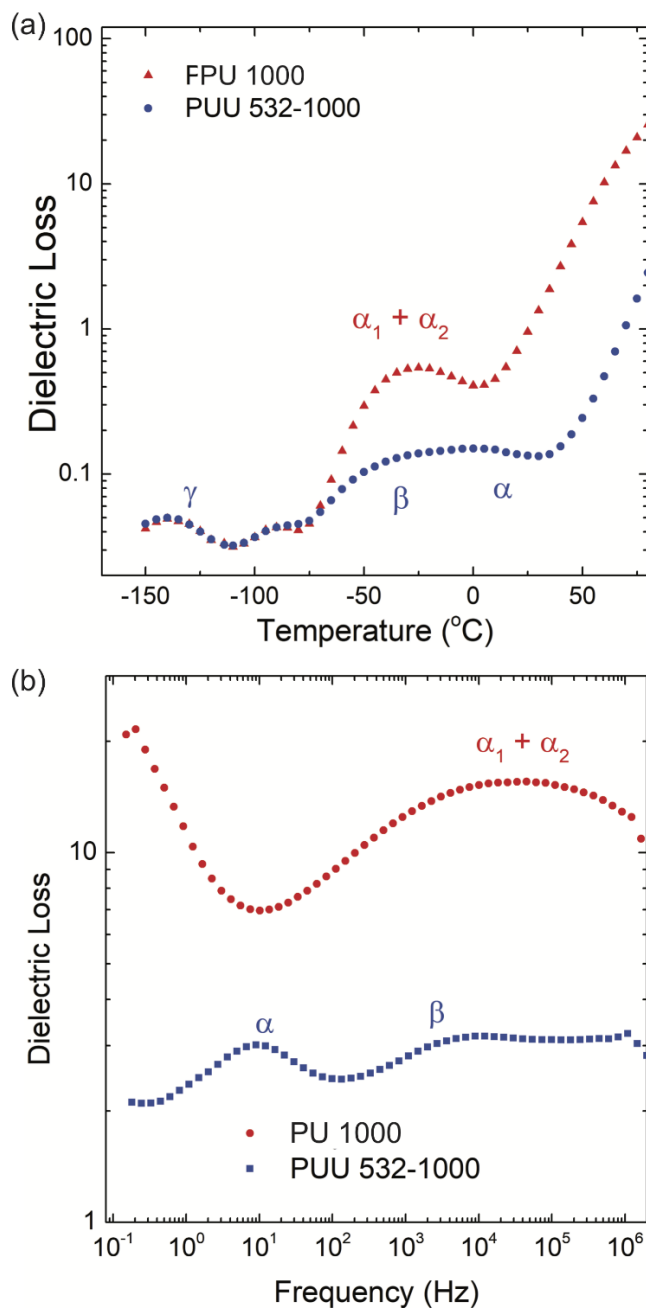 (a)
100
10
1
0.1
Dielectric Loss
FPU 1000
PUU 532-1000
α₁ + α₂
γ
β
α
-150
-100
-50
0
50
Temperature (°C)
(b)
10
1
Dielectric Loss
α₁ + α₂
α
β
PU 1000
PUU 532-1000
10⁻¹
10⁰
10¹
10²
10³
10⁴
10⁵
10⁶
Frequency (Hz)